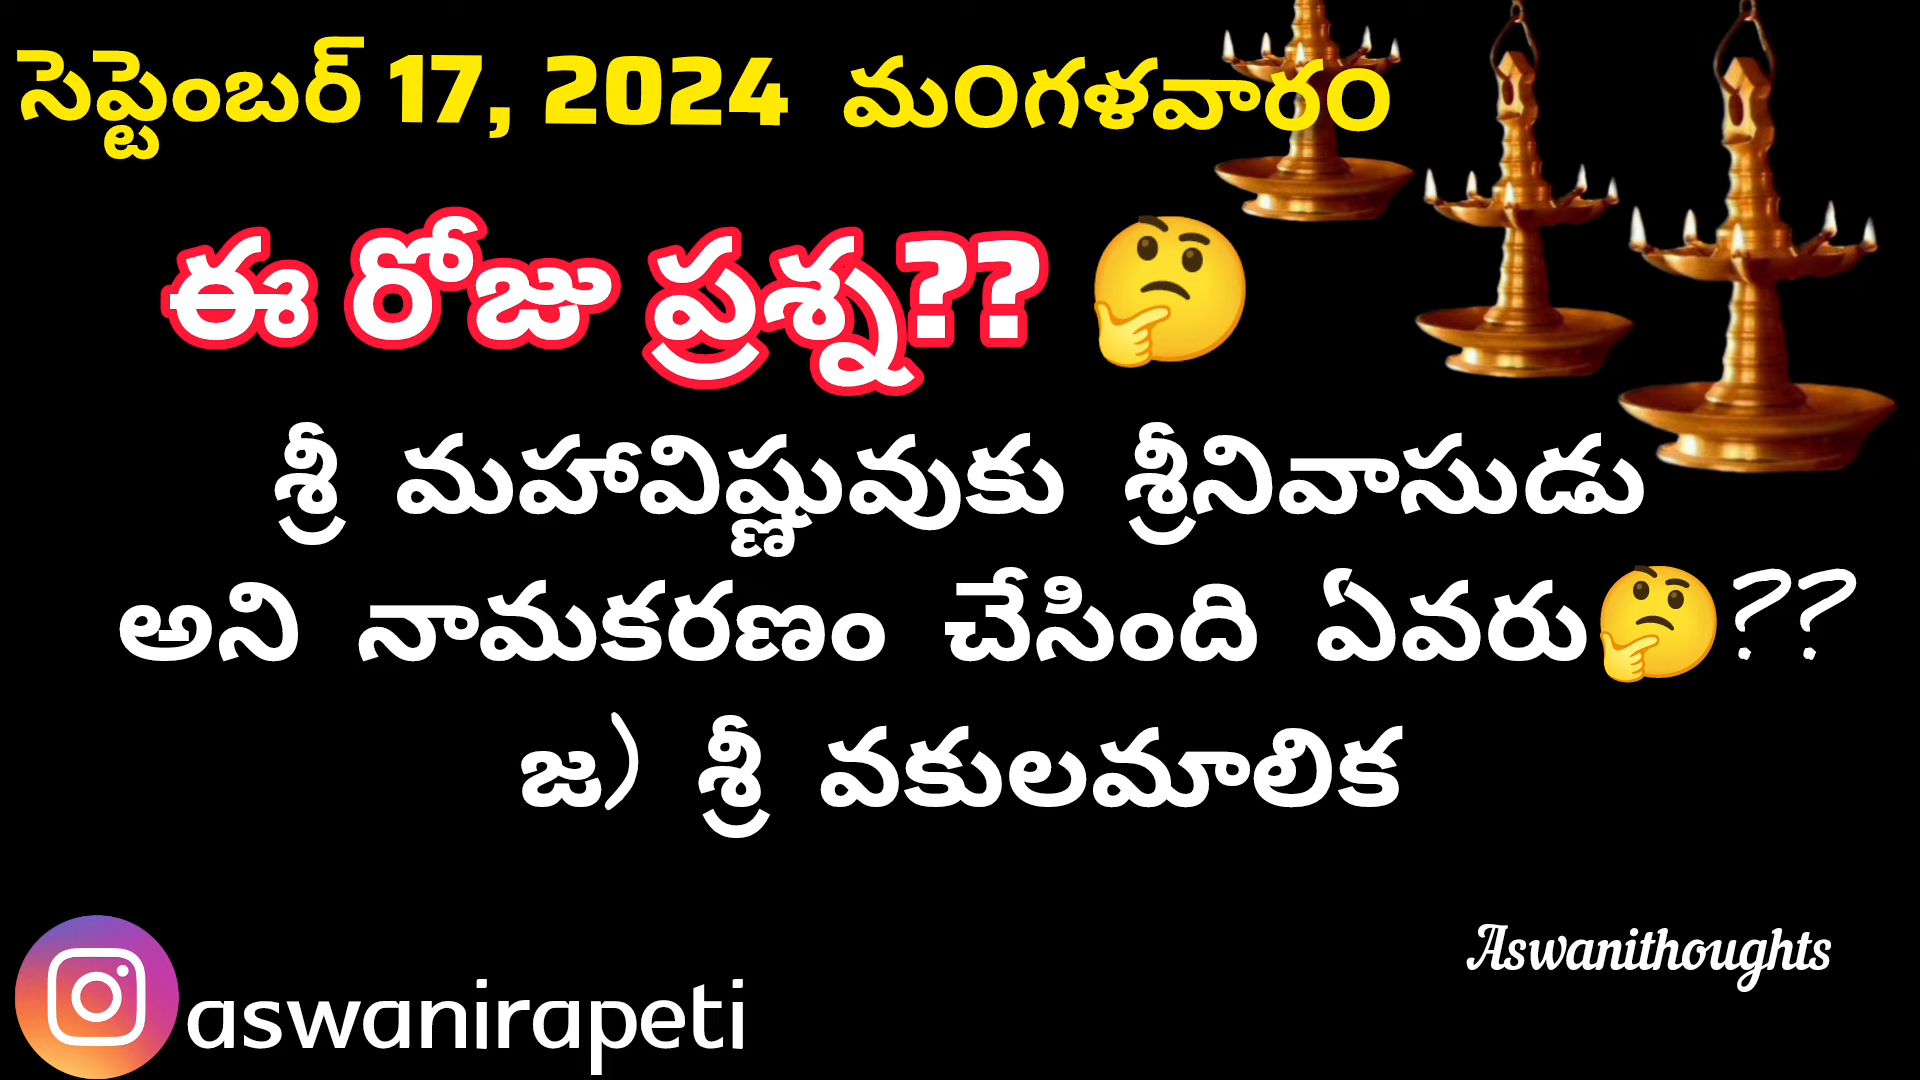 సెప్టెంబర్ 17, 2024 మంగళవారం
ఈ రోజు ప్రశ్న??🤔
శ్రీ మహావిష్ణువుకు శ్రీనివాసుడు
అని నామకరణం చేసింది ఏవరు🤔??
జ) శ్రీ వకులమాలిక
Aswanithoughts
aswanirapeti